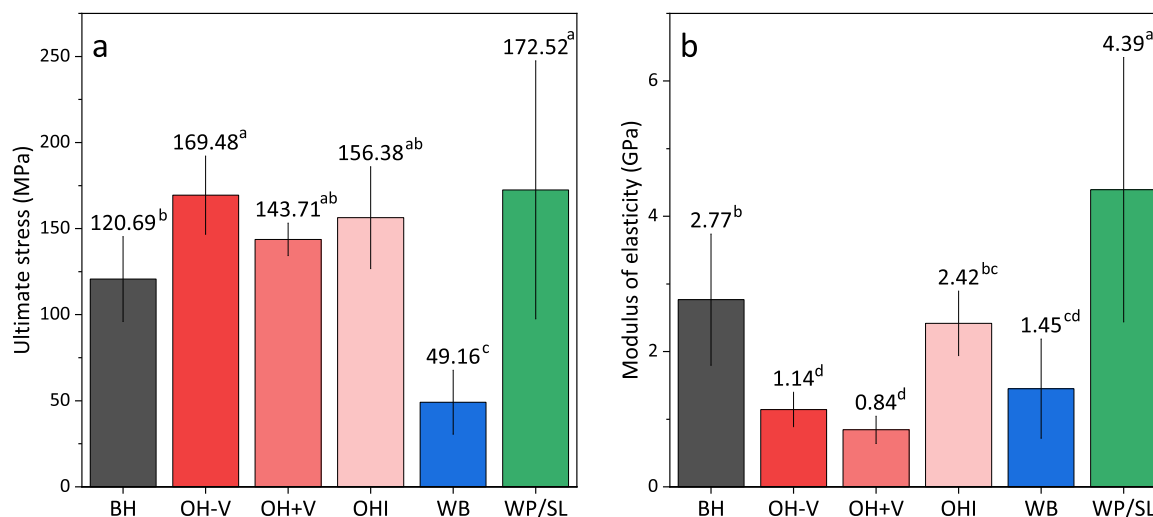 a
Ultimate stress (MPa)
250
200
150
100
50
0
120.69b
169.48a
143.71ab
156.38ab
49.16c
172.52a
BH OH-V OH+V OHI WB WP/SL
b
Modulus of elasticity (GPa)
6
4
2
0
2.77b
1.14d
0.84d
2.42bc
1.45cd
4.39a
BH OH-V OH+V OHI WB WP/SL